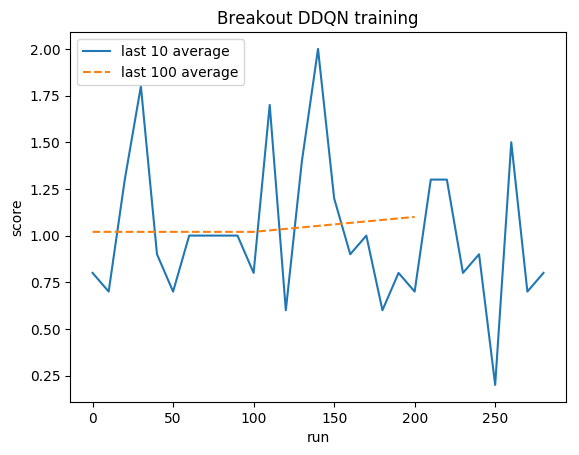 Breakout DDQN training
last 10 average
last 100 average
2.00
1.75
1.50
1.25
1.00
0.75
0.50
0.25
score
0 50 100 150 200 250
run